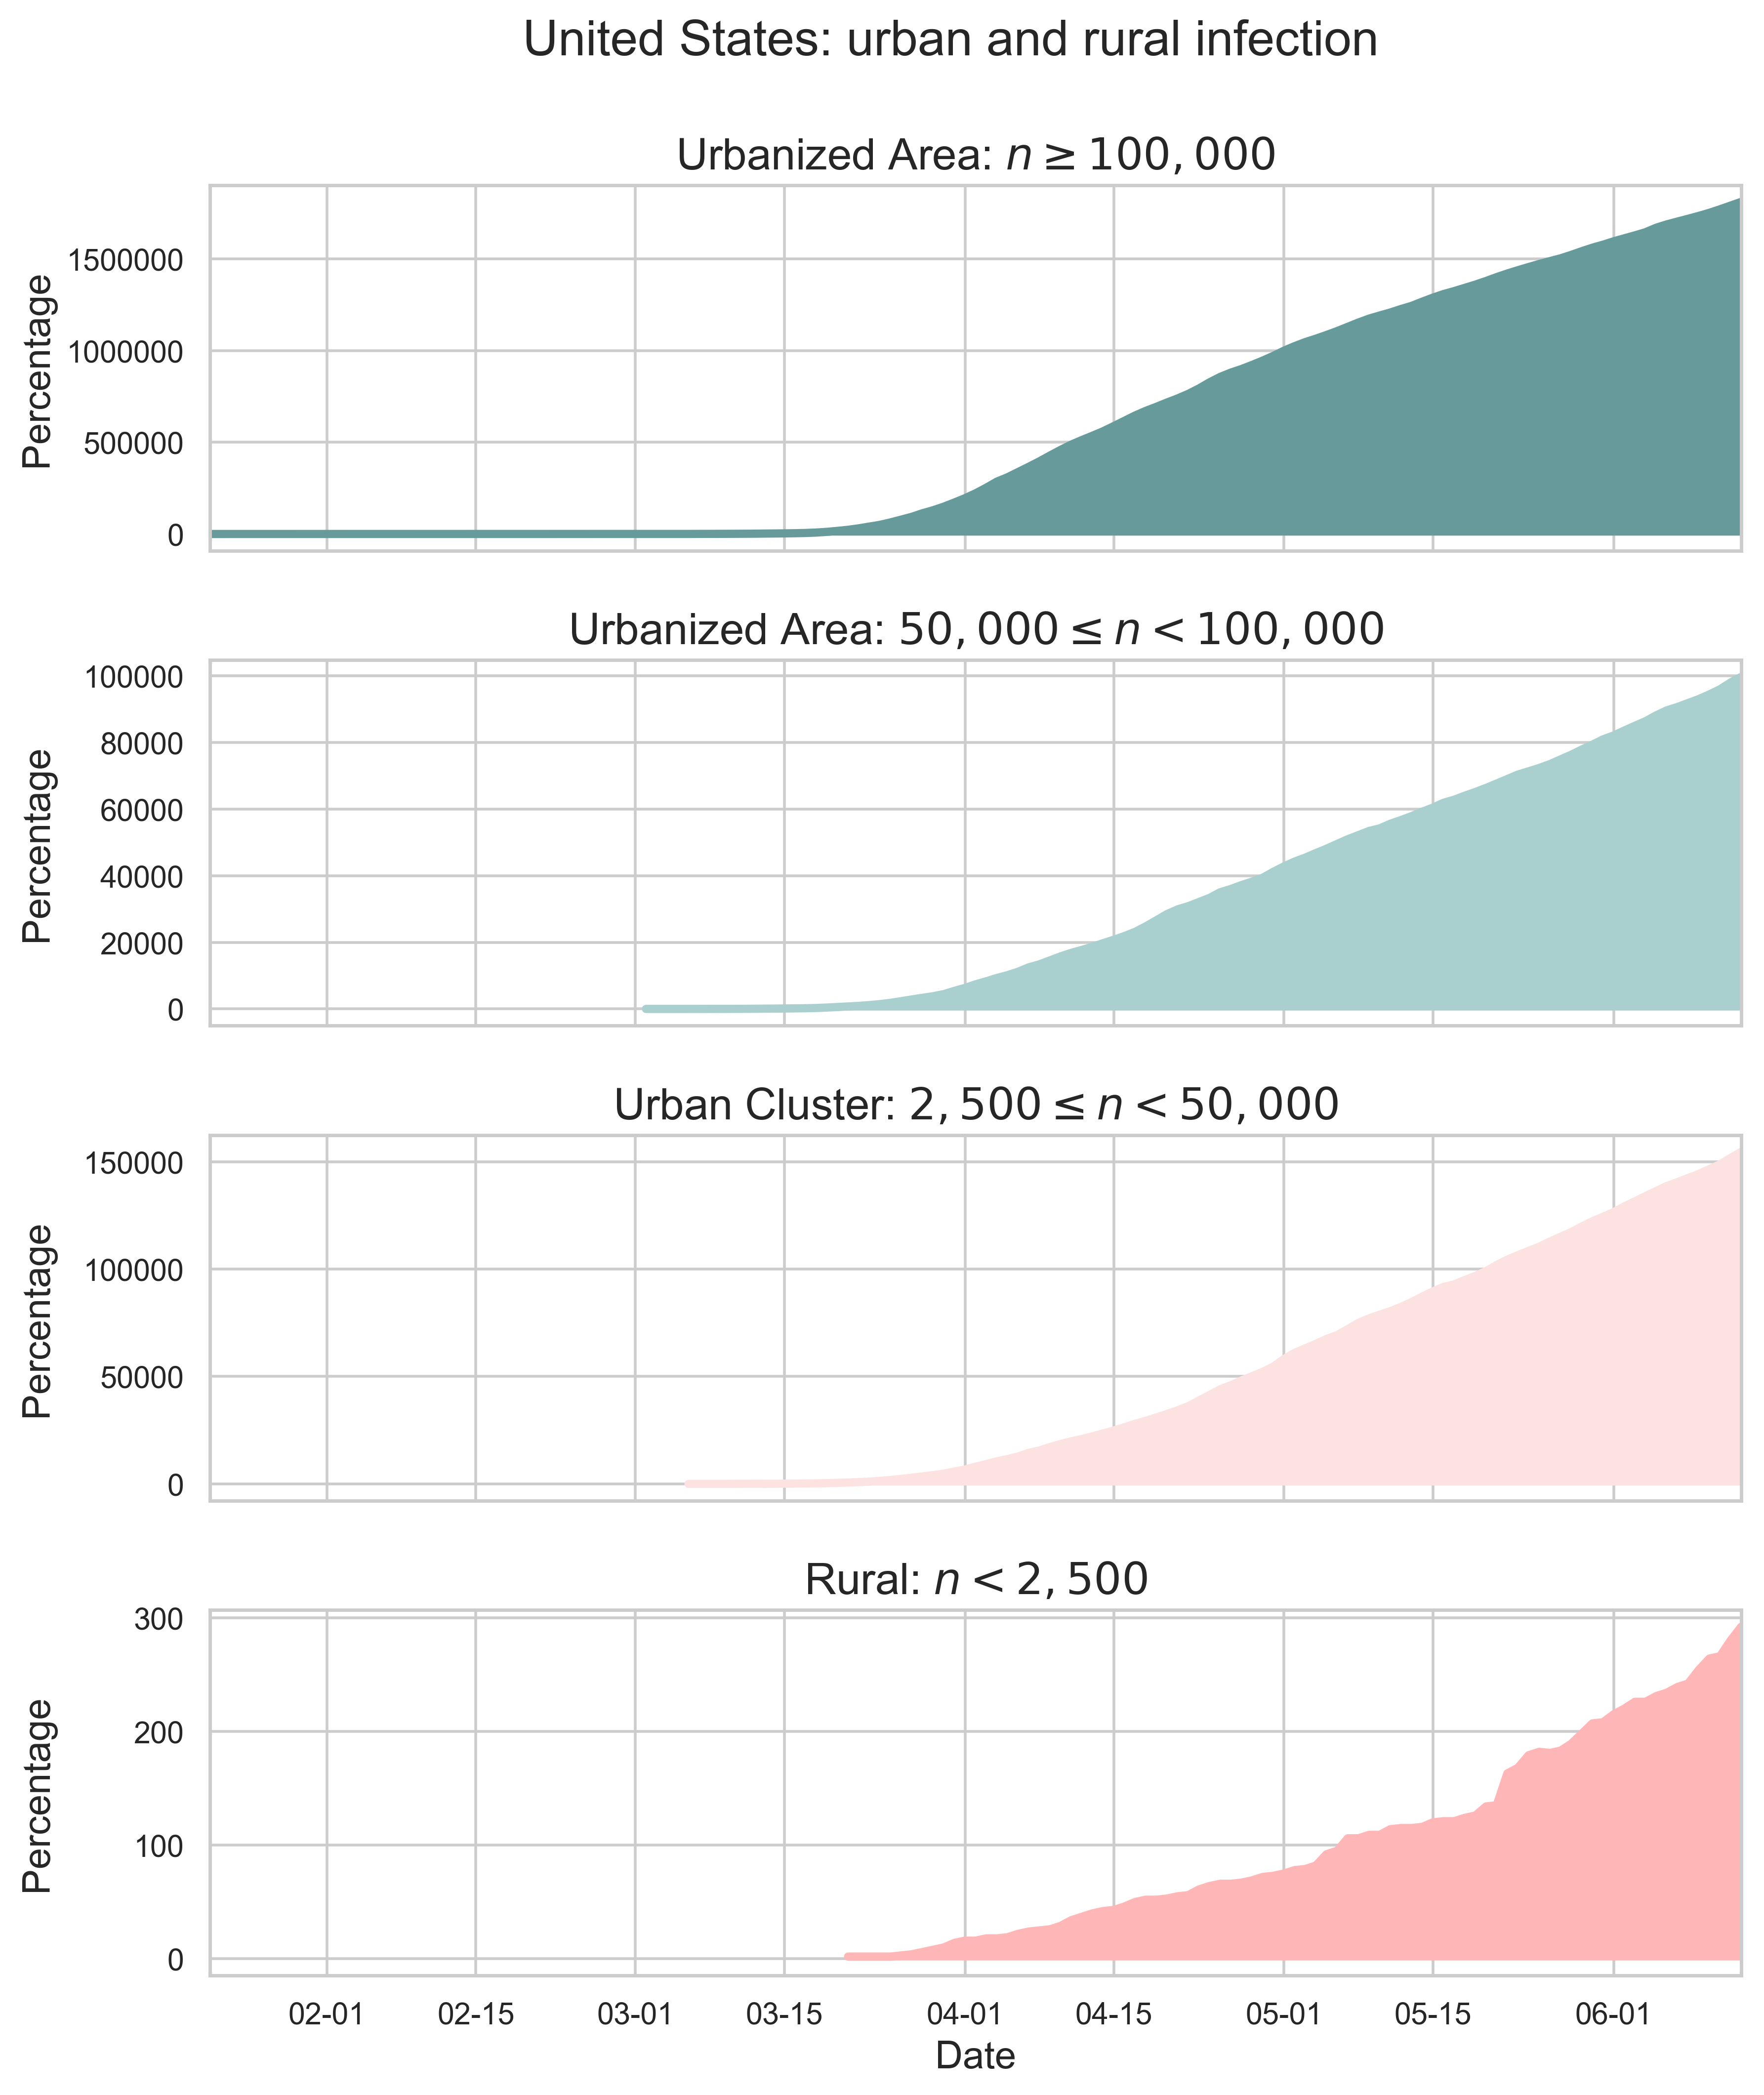 United States: urban and rural infection
Urbanized Area: n ≥ 100,000
Percentage
1500000
1000000
500000
0
Urbanized Area: 50,000 ≤ n < 100,000
Percentage
100000
80000
60000
40000
20000
0
Urban Cluster: 2,500 ≤ n < 50,000
Percentage
150000
100000
50000
0
Rural: n < 2,500
Percentage
300
200
100
0
02-01 02-15 03-01 03-15 04-01 04-15 05-01 05-15 06-01
Date